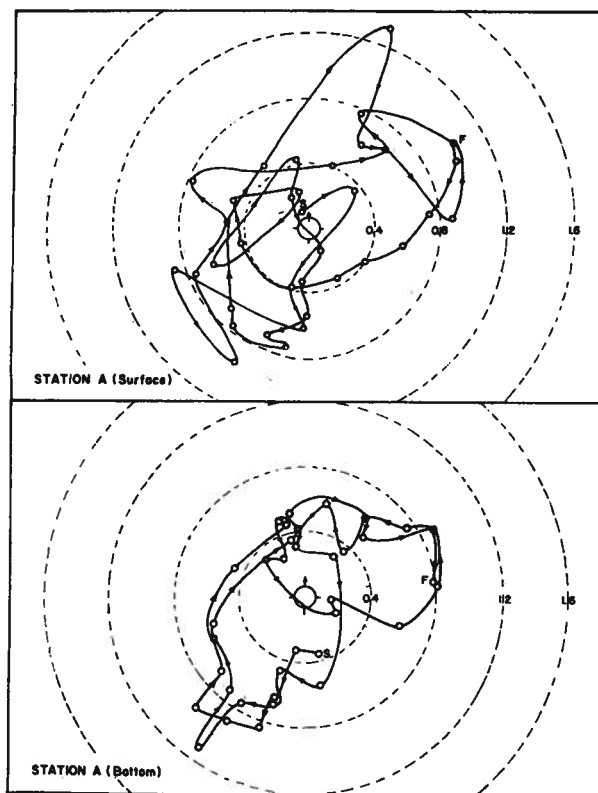 F
S
0.4 0.8 1.2 1.6
STATION A (Surface)
F
0.4 1.2 1.6
S
STATION A (Bottom)